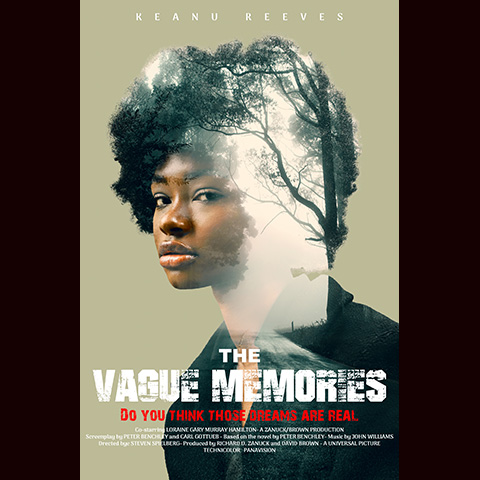 KEANU REEVES
THE
VAGUE MEMORIES
DO YOU THINK THOSE DREAMS ARE REAL
Co-starring LORAINE GARY MURRAY HAMILTON- A ZANUCK/BROWN PRODUCTION
Screenplay by PETER BENCHLEY and CARL GOTTLIEB - Based on the novel by PETER BENCHLEY- Music by JOHN WILLIAMS
Directed by: STEVEN SPIELBERG- Produced by RICHARD D. ZANUCK and DAVID BROWN - A UNIVERSAL PICTURE
TECHNICOLOR- PANAVISION